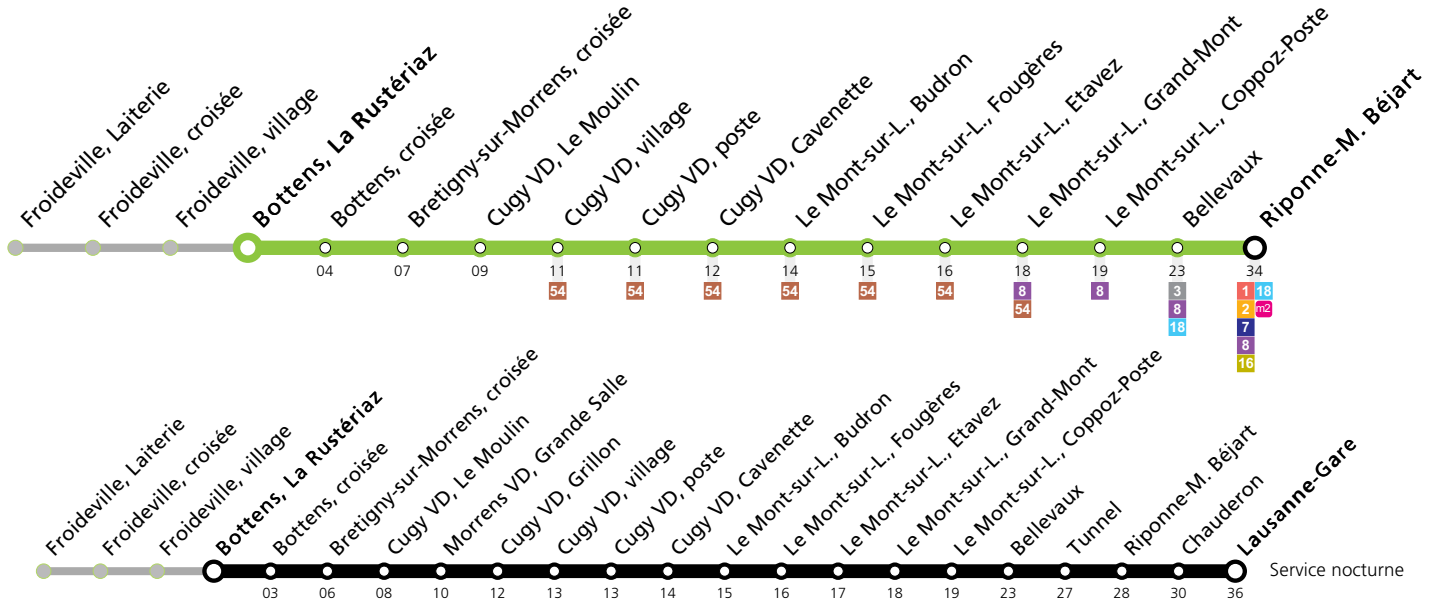 Froideville, Laiterie
Froideville, croisée
Froideville, village
Bottens, La Rustériaz
Bottens, croisée
Bretigny-sur-Morrens, croisée
Cugy VD, Le Moulin
Cugy VD, village
Cugy VD, poste
Cugy VD, Cavenette
Le Mont-sur-L., Budron
Le Mont-sur-L., Fougères
Le Mont-sur-L., Etavez
Le Mont-sur-L., Grand-Mont
Le Mont-sur-L., Coppoz-Poste
Bellevaux
Riponne-M. Béjart
04 07 09 11 11 12 14 15 16 18 19 23 34
54 54 54 54 54 54 8 8 3 1 18
54 8 2 m2
18 7
8
16
Froideville, Laiterie
Froideville, croisée
Froideville, village
Bottens, La Rustériaz
Bottens, croisée
Bretigny-sur-Morrens, croisée
Cugy VD, Le Moulin
Morrens VD, Grande Salle
Cugy VD, Grillon
Cugy VD, village
Cugy VD, poste
Cugy VD, Cavenette
Le Mont-sur-L., Budron
Le Mont-sur-L., Fougères
Le Mont-sur-L., Etavez
Le Mont-sur-L., Grand-Mont
Le Mont-sur-L., Coppoz-Poste
Bellevaux
Tunnel
Riponne-M. Béjart
Chauderon
Lausanne-Gare
Service nocturne
03 06 08 10 12 13 13 14 15 16 17 18 19 23 27 28 30 36